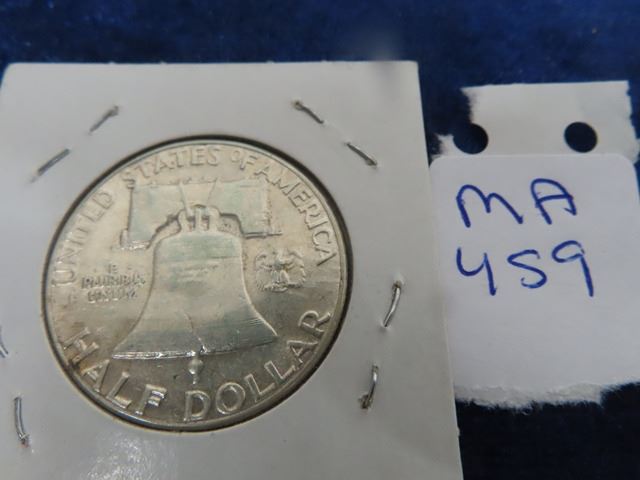 UNITED STATES OF AMERICA
E
PLURIBUS
UNUM
HALF DOLLAR
MA
459